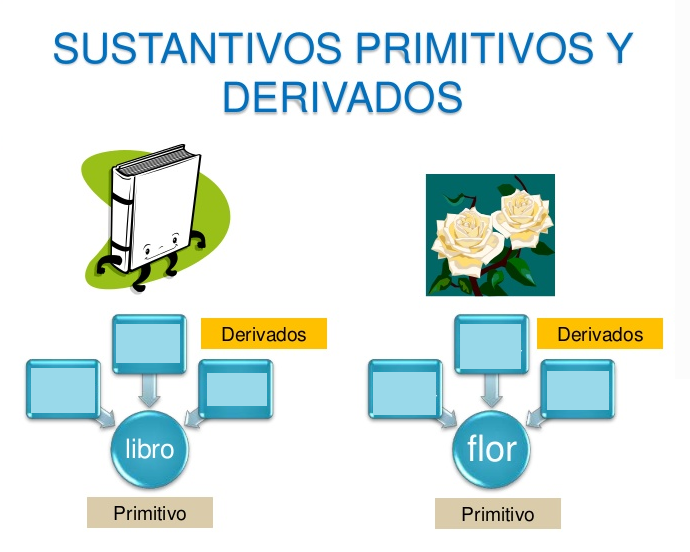 SUSTANTIVOS PRIMITIVOS Y
DERIVADOS
Derivados
libro
Primitivo
Derivados
flor
Primitivo